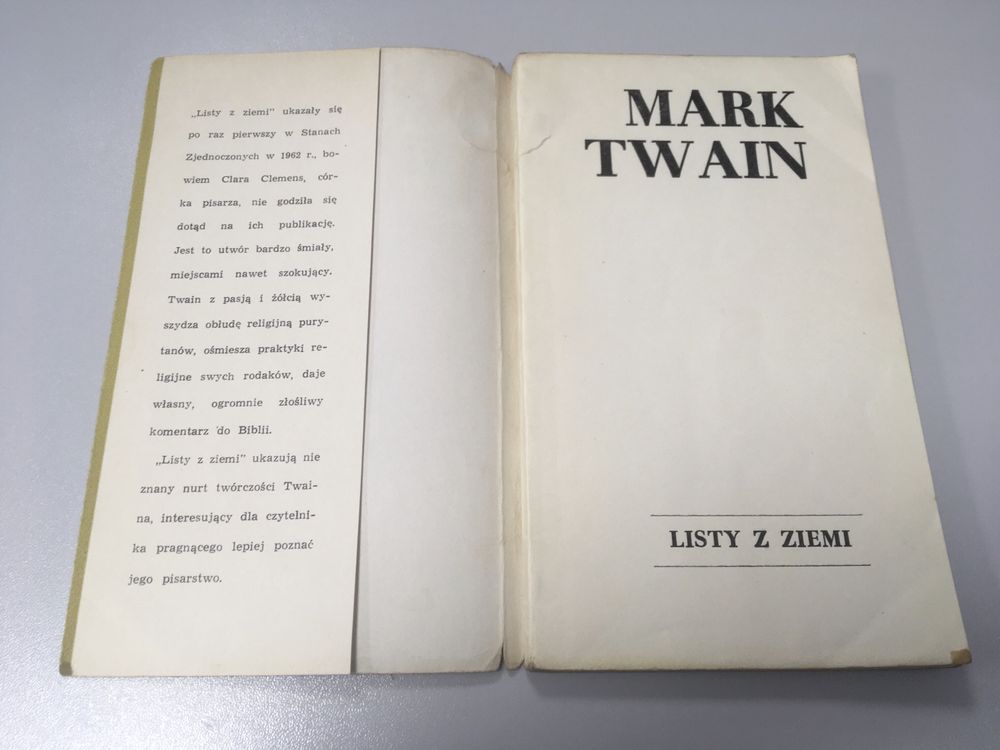 „Listy z ziemi” ukazały się
po raz pierwszy w Stanach
Zjednoczonych w 1962 r., bo-
wiem Clara Clemens, cór-
ka pisarza, nie godziła się
dotąd na ich publikację.
Jest to utwór bardzo śmiały,
miejscami nawet szokujący.
Twain z pasją i żółcią wy-
szydza obłudę religijną pury-
tanów, ośmiesza praktyki re-
ligijne swych rodaków, daje
własny, ogromnie złośliwy
komentarz do Biblii.
„Listy z ziemi” ukazują nie
znany nurt twórczości Twai-
na, interesujący dla czytelni-
ka pragnącego lepiej poznać
jego pisarstwo.
MARK
TWAIN
LISTY Z ZIEMI